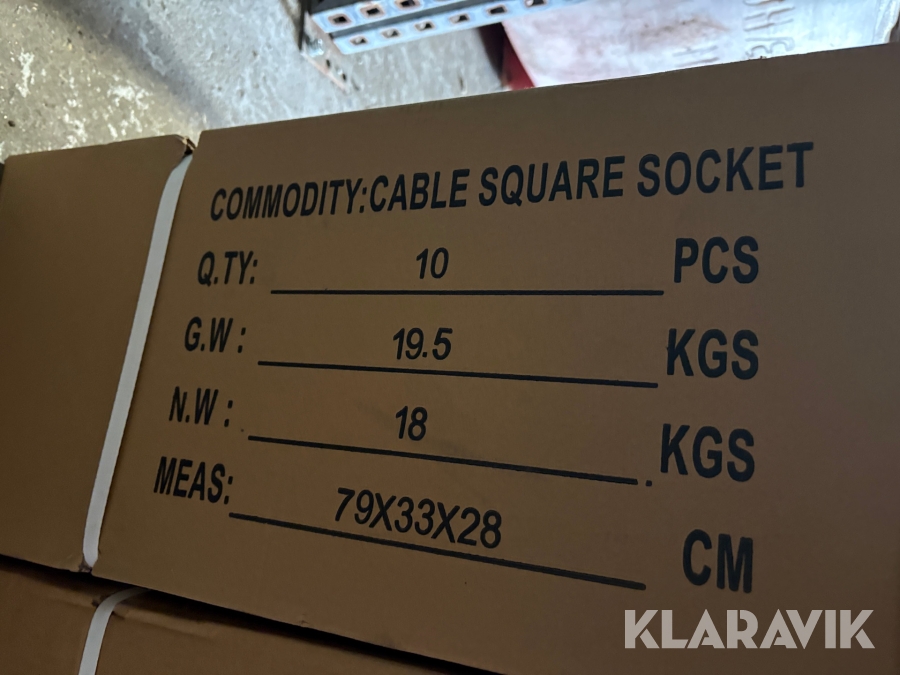 COMMODITY:CABLE SQUARE SOCKET
Q.TY: 10 PCS
G.W : 19.5 KGS
N.W : 18 . KGS
MEAS: 79X33X28 CM
KLARAVIK